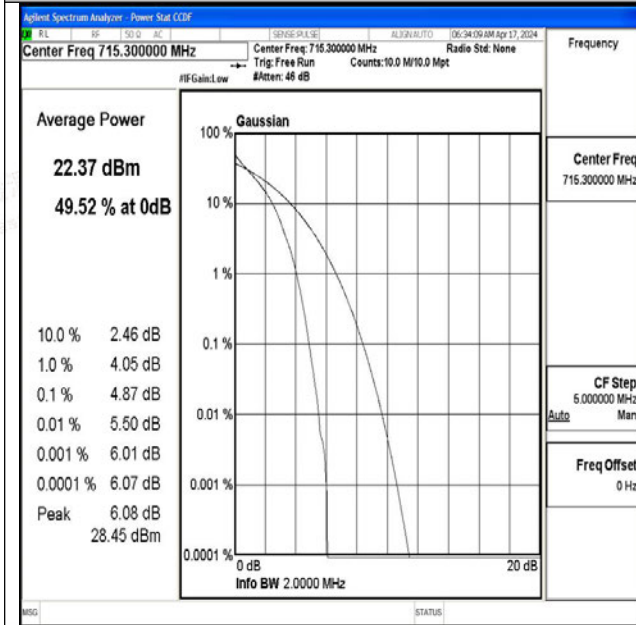 Agilent Spectrum Analyzer - Power Stat CCDF
RL RF 50 Ω AC SENSE:PULSE ALIGNAUTO 06:34:09 AM Apr 17, 2024
Center Freq 715.300000 MHz
Center Freq: 715.300000 MHz Radio Std: None
Trig: Free Run Counts:10.0 M/10.0 Mpt
#IFGain:Low #Atten: 46 dB
Frequency
Average Power
22.37 dBm
49.52 % at 0dB
10.0 % 2.46 dB
1.0 % 4.05 dB
0.1 % 4.87 dB
0.01 % 5.50 dB
0.001 % 6.01 dB
0.0001 % 6.07 dB
Peak 6.08 dB
28.45 dBm
Gaussian
100 %
10 %
1 %
0.1 %
0.01 %
0.001 %
0.0001 %
0 dB 20 dB
Info BW 2.0000 MHz
Center Freq
715.300000 MHz
CF Step
5.000000 MHz
Auto Man
Freq Offset
0 Hz
MSG STATUS